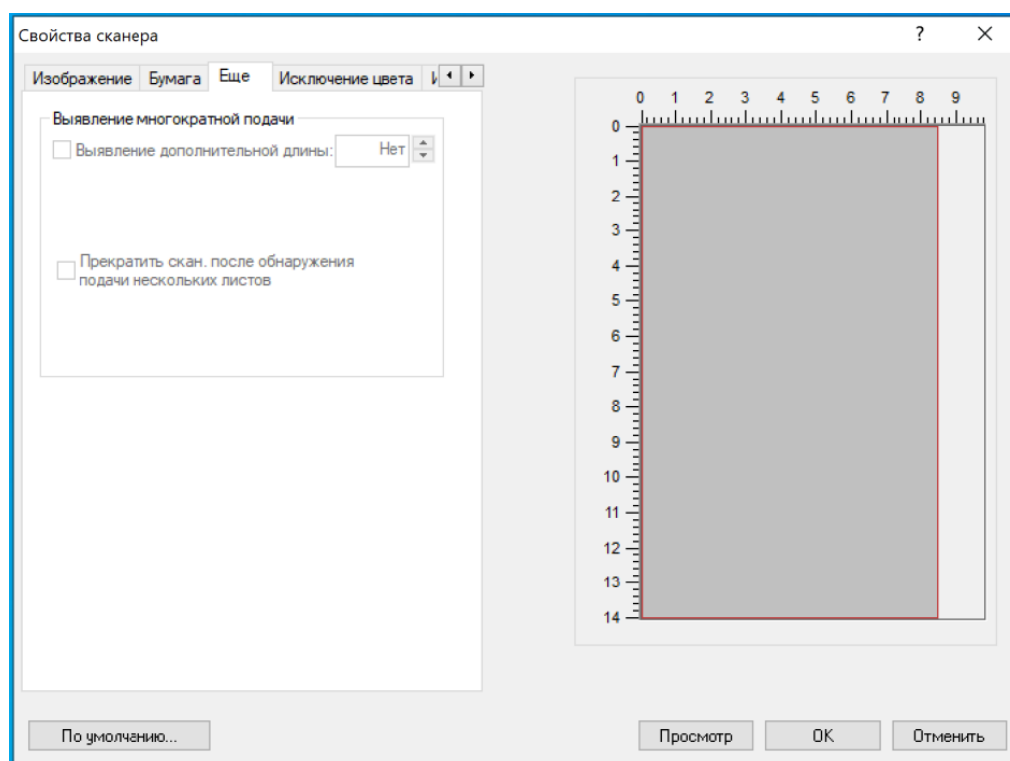 Свойства сканера
?
Изображение Бумага Еще Исключение цвета
Выявление многократной подачи
Выявление дополнительной длины: Нет
Прекратить скан. после обнаружения
подачи нескольких листов
0 1 2 3 4 5 6 7 8 9
0
1
2
3
4
5
6
7
8
9
10
11
12
13
14
По умолчанию...
Просмотр
OK
Отменить